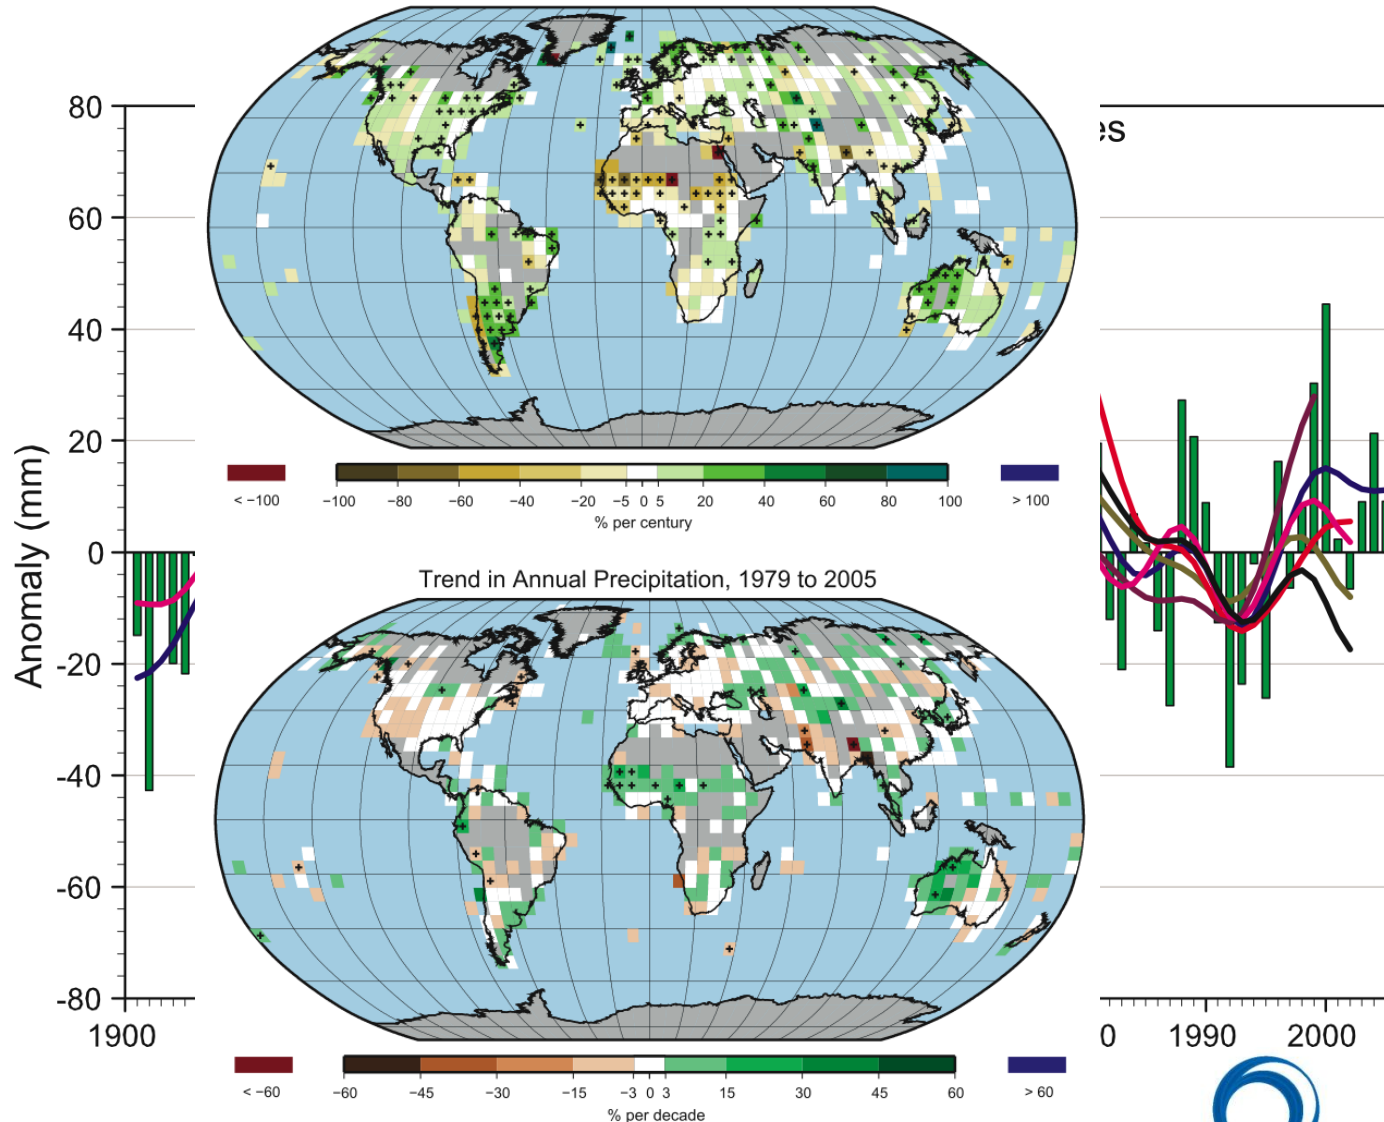 80
60
40
20
0
-20
-40
-60
-80
Anomaly (mm)
1900
< −100
−100 −80 −60 −40 −20 −5 0 5 20 40 60 80 100
> 100
% per century
Trend in Annual Precipitation, 1979 to 2005
< −60
−60 −45 −30 −15 −3 0 3 15 30 45 60
> 60
% per decade
es
0 1990 2000